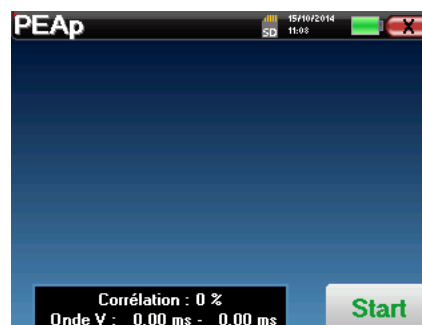 PEAp
SD
15/10/2014
11:08
X
Corrélation : 0 %
Onde V : 0.00 ms - 0.00 ms
Start